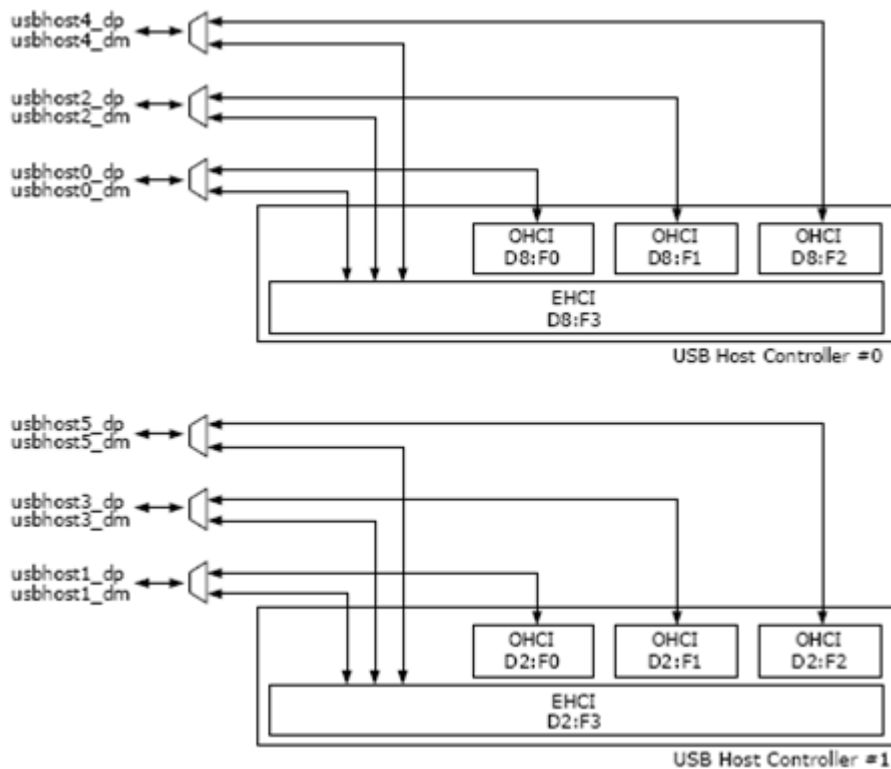 usbhost4_dp
usbhost4_dm
usbhost2_dp
usbhost2_dm
usbhost0_dp
usbhost0_dm
OHCI
D8:F0
OHCI
D8:F1
OHCI
D8:F2
EHCI
D8:F3
USB Host Controller #0
usbhost5_dp
usbhost5_dm
usbhost3_dp
usbhost3_dm
usbhost1_dp
usbhost1_dm
OHCI
D2:F0
OHCI
D2:F1
OHCI
D2:F2
EHCI
D2:F3
USB Host Controller #1